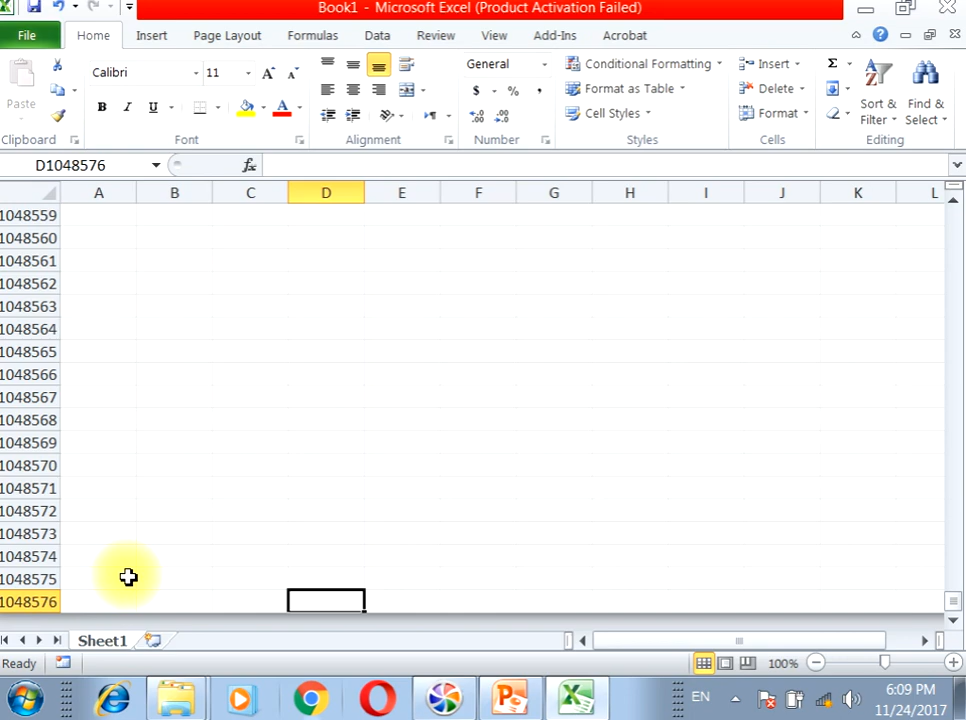 Book1 - Microsoft Excel (Product Activation Failed)
File Home Insert Page Layout Formulas Data Review View Add-Ins Acrobat
Calibri 11 General Conditional Formatting Insert Σ
Paste Format as Table Delete Sort & Find &
B I U A $ % , Cell Styles Format Filter Select
Clipboard Font Alignment Number Styles Cells Editing
D1048576 fx
A B C D E F G H I J K L
1048559
1048560
1048561
1048562
1048563
1048564
1048565
1048566
1048567
1048568
1048569
1048570
1048571
1048572
1048573
1048574
1048575
1048576
Sheet1
Ready 100%
EN 6:09 PM
11/24/2017